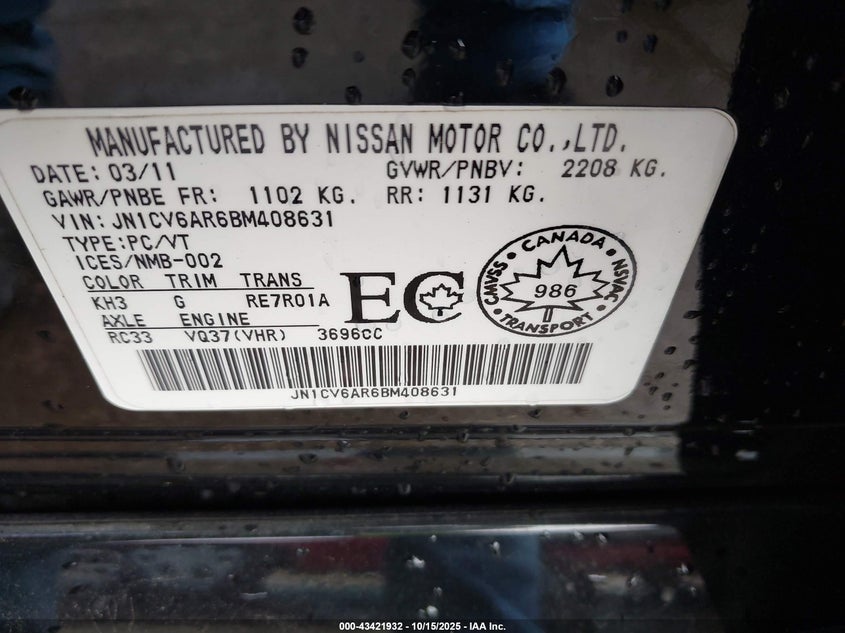 MANUFACTURED BY NISSAN MOTOR CO.,LTD.
DATE: 03/11 GVWR/PNBV: 2208 KG.
GAWR/PNBE FR: 1102 KG. RR: 1131 KG.
VIN: JN1CV6AR6BM408631
TYPE:PC/VT
ICES/NMB-002
COLOR TRIM TRANS
KH3 G RE7R01A
AXLE ENGINE
RC33 VQ37(VHR) 3696CC
EC
CANADA
CMVSS
NSVAC
986
TRANSPORT
JN1CV6AR6BM408631
000-43421932 - 10/15/2025 - IAA Inc.